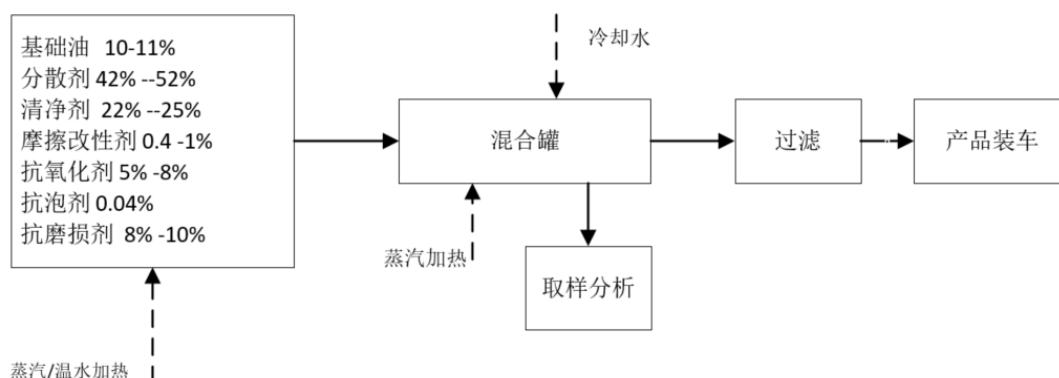 基础油 10-11%
分散剂 42% --52%
清净剂 22% --25%
摩擦改性剂 0.4 -1%
抗氧化剂 5% -8%
抗泡剂 0.04%
抗磨损剂 8% -10%
蒸汽/温水加热
冷却水
混合罐
蒸汽加热
取样分析
过滤
产品装车